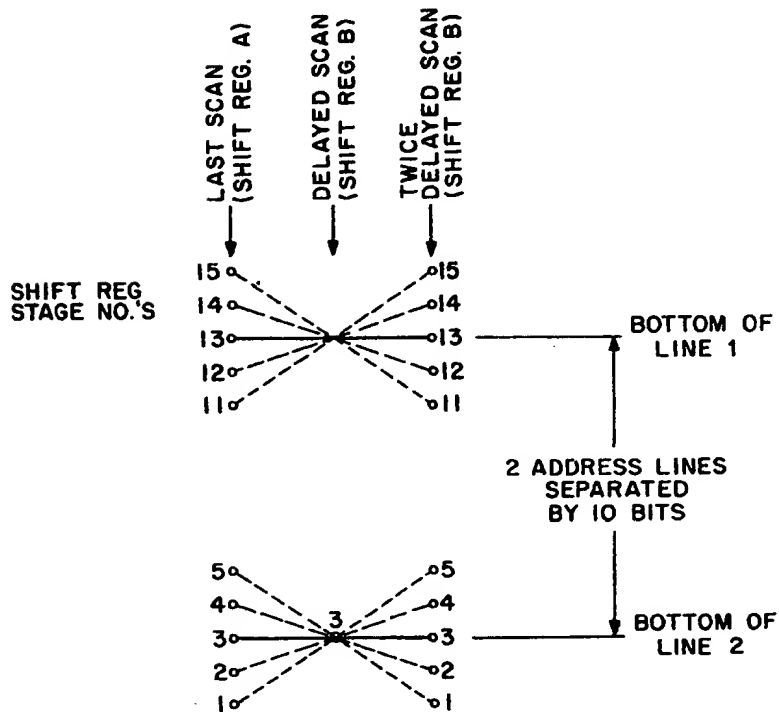 LAST SCAN
(SHIFT REG. A)
DELAYED SCAN
(SHIFT REG. B)
TWICE
DELAYED SCAN
(SHIFT REG. B)
SHIFT REG
STAGE NO.'S
15 15
14 14
13 13
12 12
11 11
BOTTOM OF
LINE 1
2 ADDRESS LINES
SEPARATED
BY 10 BITS
5 5
4 4
3 3 3
2 2
1 1
BOTTOM OF
LINE 2